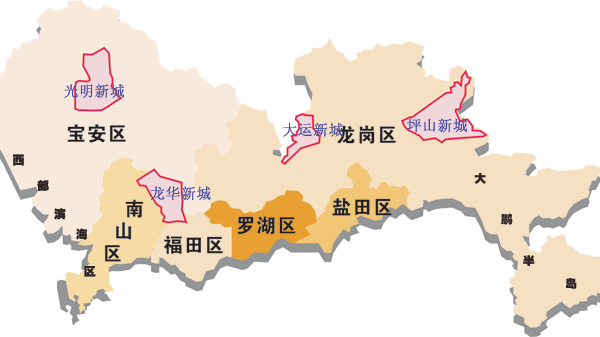 光明新城
宝安区
大运新城
龙岗区
坪山新城
西部滨海区
龙华新城
南山区
福田区
罗湖区
盐田区
大鹏半岛